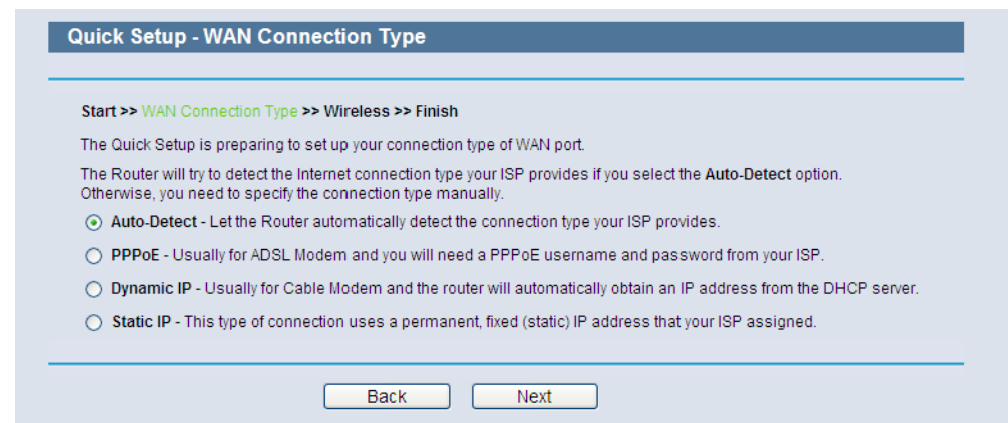 Quick Setup - WAN Connection Type
Start >> WAN Connection Type >> Wireless >> Finish
The Quick Setup is preparing to set up your connection type of WAN port.
The Router will try to detect the Internet connection type your ISP provides if you select the Auto-Detect option.
Otherwise, you need to specify the connection type manually.
Auto-Detect - Let the Router automatically detect the connection type your ISP provides.
PPPoE - Usually for ADSL Modem and you will need a PPPoE username and password from your ISP.
Dynamic IP - Usually for Cable Modem and the router will automatically obtain an IP address from the DHCP server.
Static IP - This type of connection uses a permanent, fixed (static) IP address that your ISP assigned.
Back Next